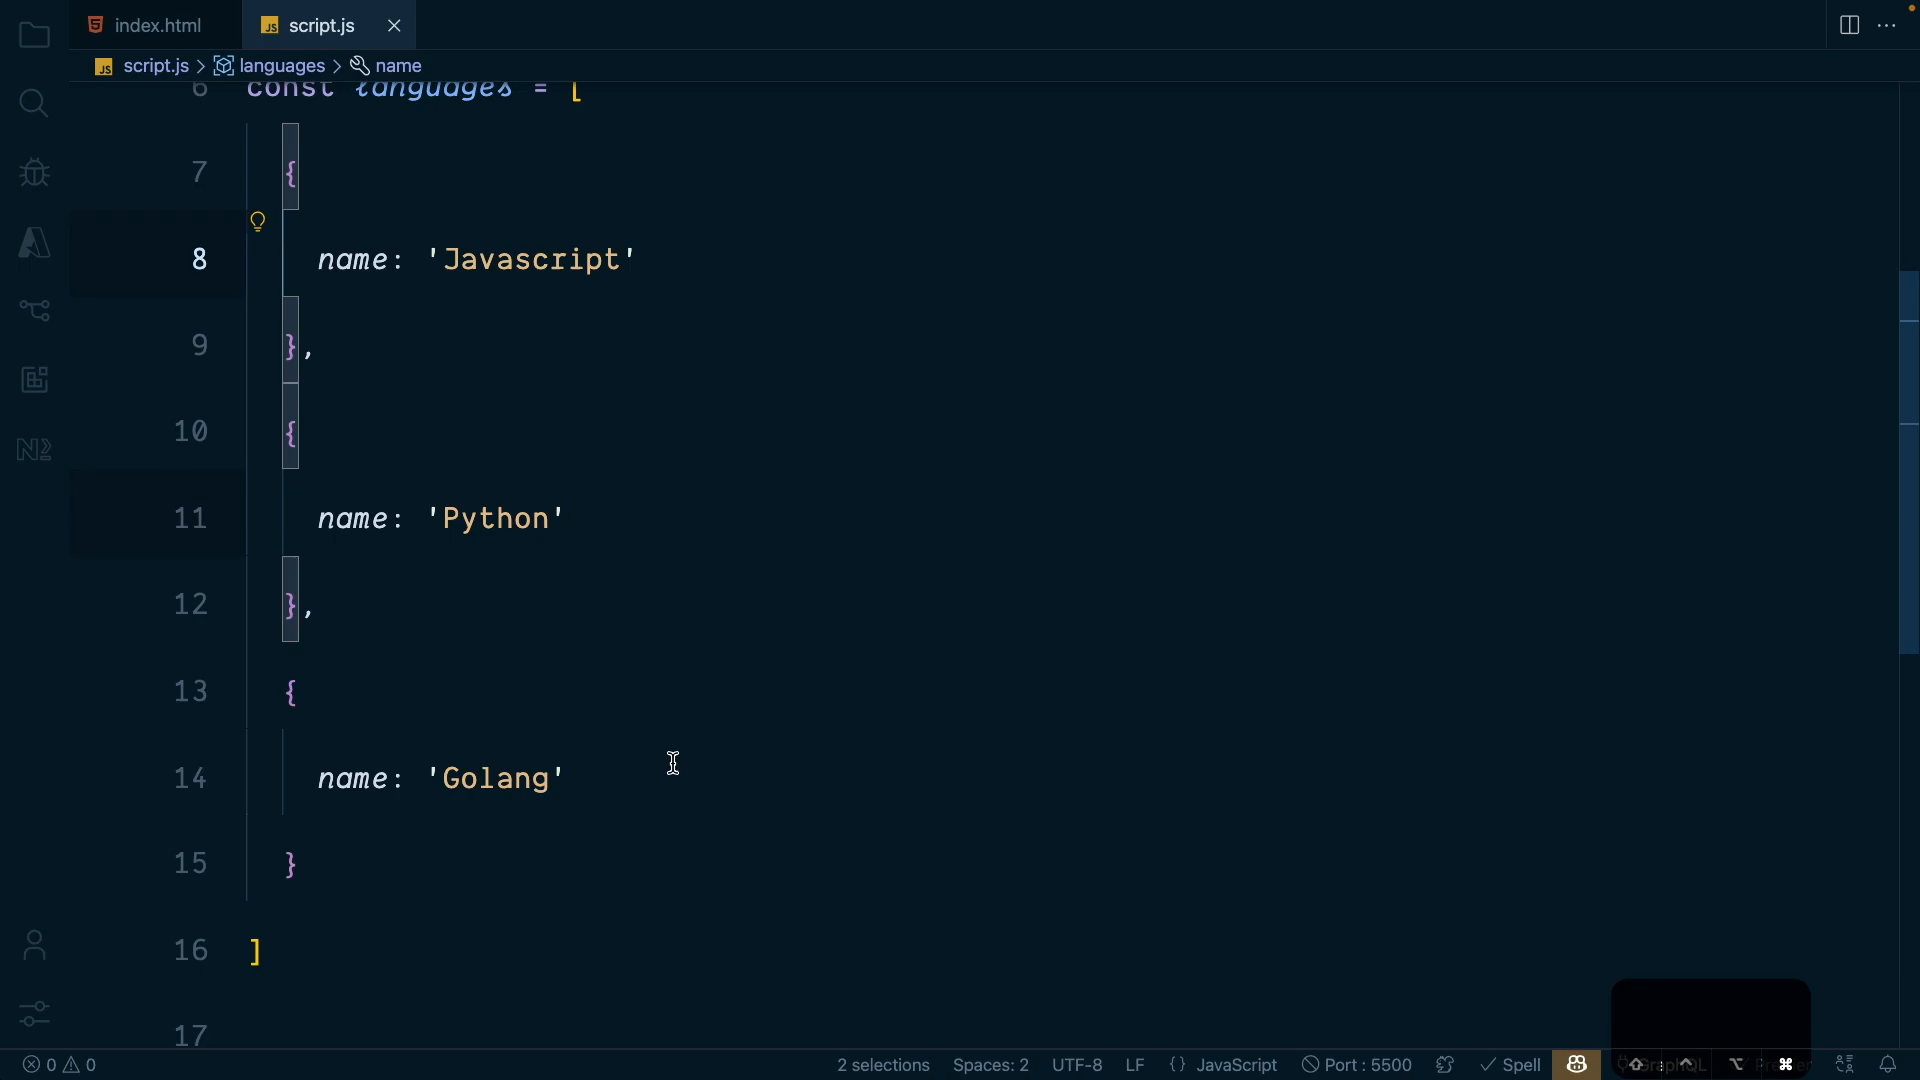 index.html
script.js
script.js > languages > name
6 const languages = [
7 {
8 name: 'Javascript'
9 },
10 {
11 name: 'Python'
12 },
13 {
14 name: 'Golang'
15 }
16 ]
17
0 0 2 selections Spaces: 2 UTF-8 LF {} JavaScript Port : 5500 Spell